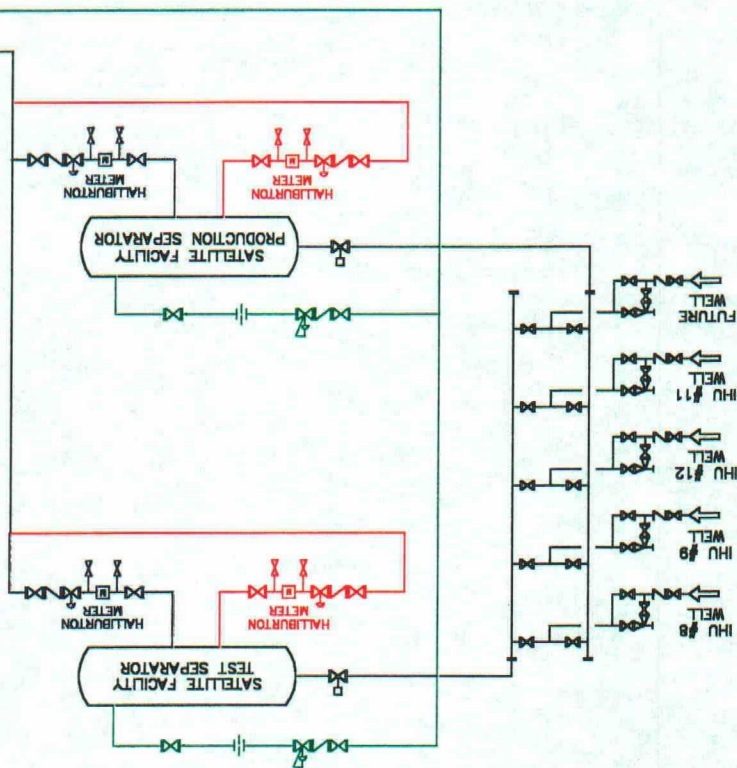 SATELLITE FACILITY
TEST SEPARATOR
HALLIBURTON
METER
M
HALLIBURTON
METER
M
IHU #8
WELL
IHU #9
WELL
IHU #12
WELL
IHU #11
WELL
FUTURE
WELL
SATELLITE FACILITY
PRODUCTION SEPARATOR
HALLIBURTON
METER
M
HALLIBURTON
METER
M